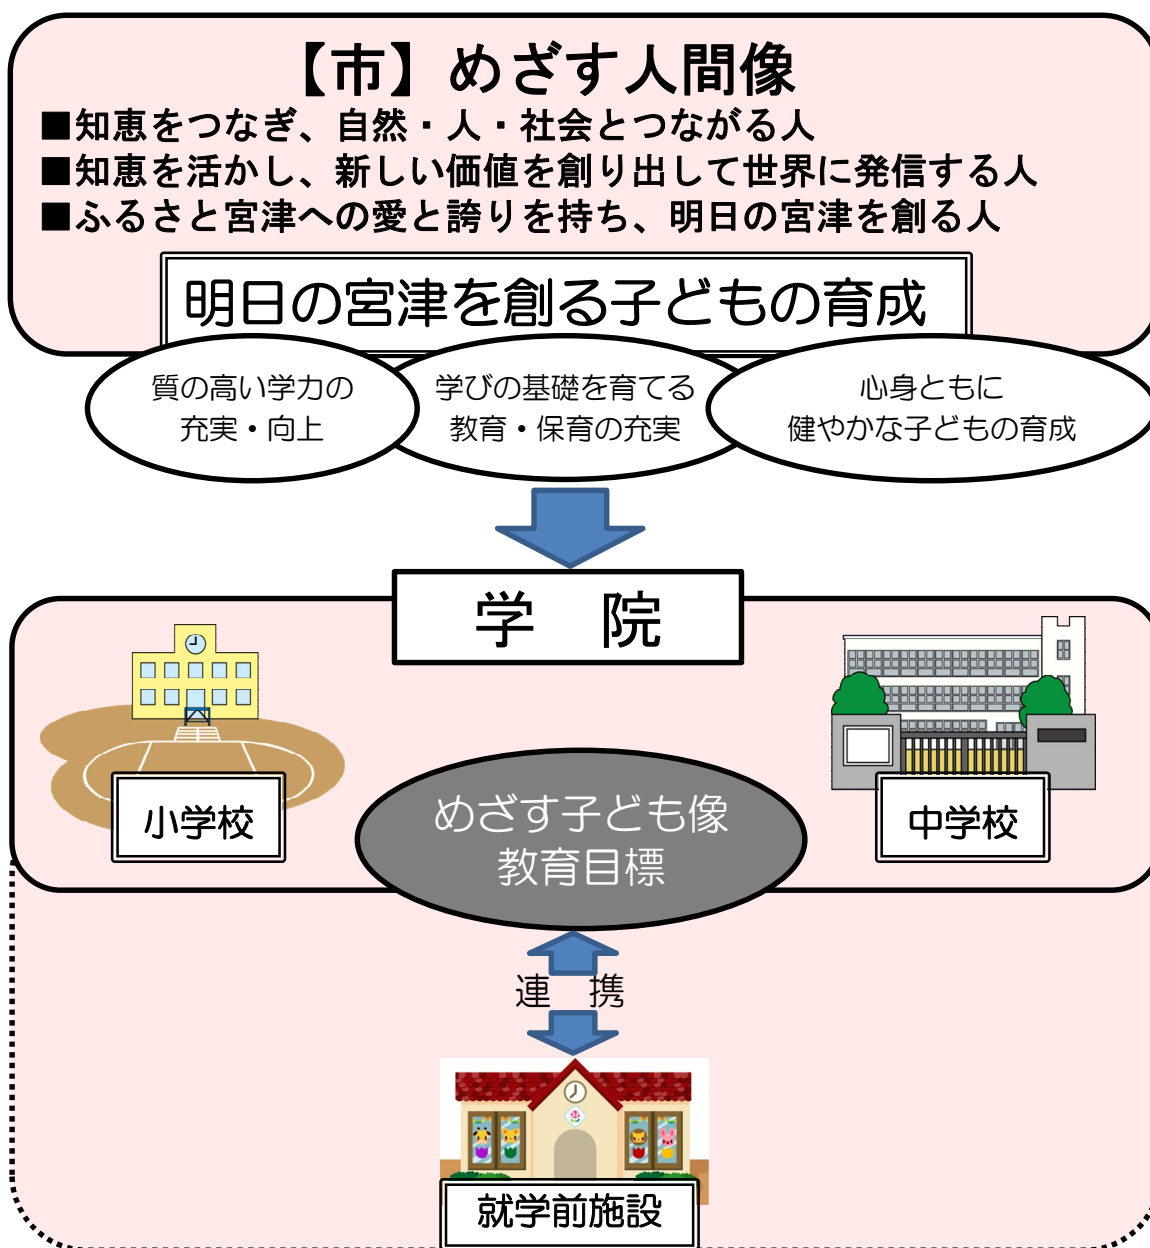 【市】めざす人間像
■知恵をつなぎ、自然・人・社会とつながる人
■知恵を活かし、新しい価値を創り出して世界に発信する人
■ふるさと宮津への愛と誇りを持ち、明日の宮津を創る人
明日の宮津を創る子どもの育成
質の高い学力の
充実・向上
学びの基礎を育てる
教育・保育の充実
心身ともに
健やかな子どもの育成
学　院
小学校
めざす子ども像
教育目標
中学校
連　携
就学前施設